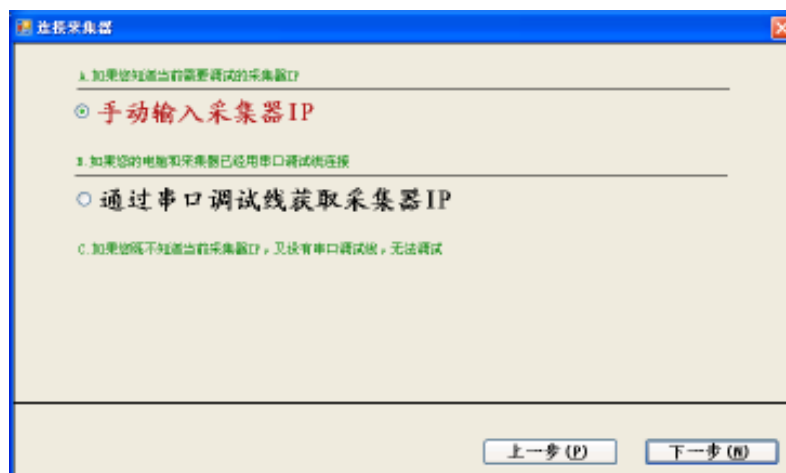 连接采集器
A.如果您知道当前需要调试的采集器IP
手动输入采集器IP
B.如果您的电脑和采集器已经用串口调试线连接
通过串口调试线获取采集器IP
C.如果您既不知道当前采集器IP，又没有串口调试线，无法调试
上一步(P)
下一步(N)